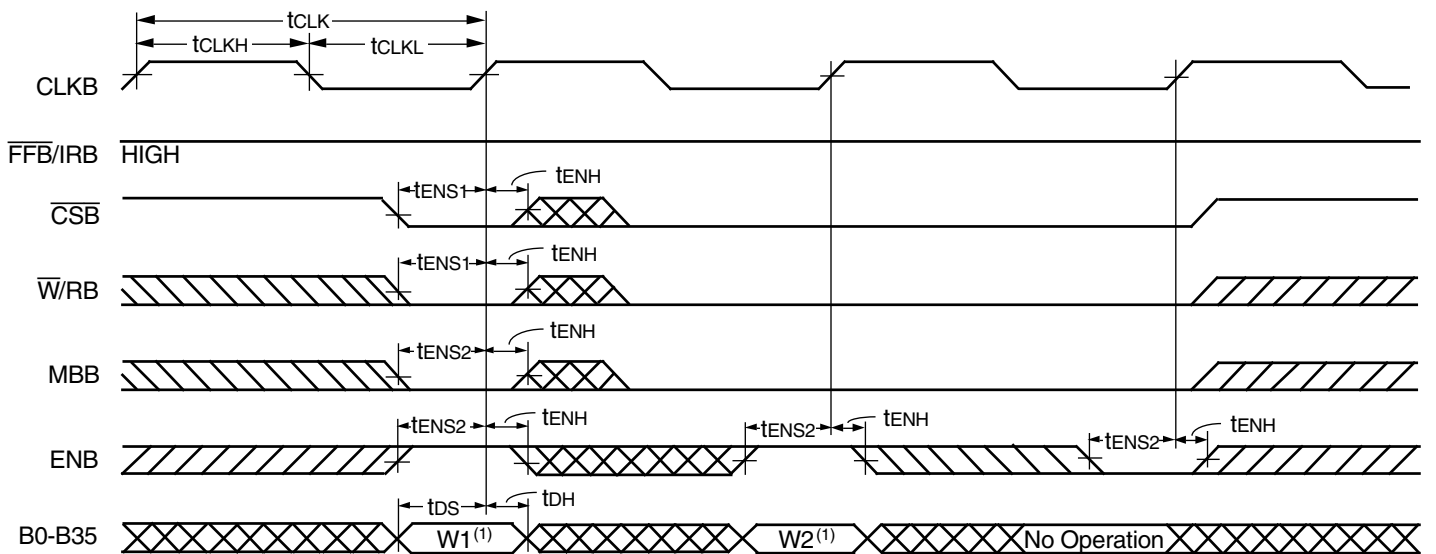 tCLK
tCLKH tCLKL
CLKB
FFB/IRB HIGH
tENS1 tENH
CSB
tENS1 tENH
W/RB
tENS2 tENH
MBB
tENS2 tENH tENS2 tENH tENS2 tENH
ENB
tDS tDH
B0-B35 W1(1) W2(1) No Operation